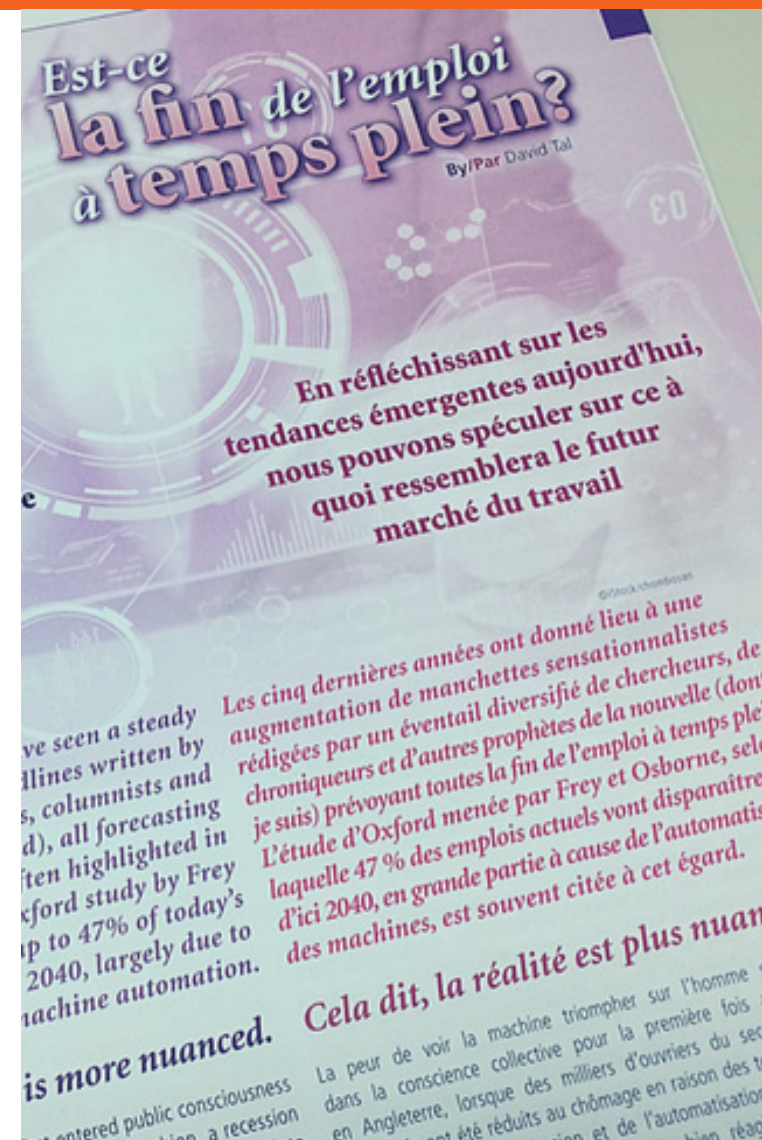 Est-ce
la fin de l'emploi
à temps plein?
By/Par David Tal
03
En réfléchissant sur les
tendances émergentes aujourd'hui,
nous pouvons spéculer sur ce à
quoi ressemblera le futur
marché du travail
e
©iStock/chombosan
ve seen a steady
lines written by
s, columnists and
d), all forecasting
ten highlighted in
xford study by Frey
up to 47% of today's
2040, largely due to
machine automation.
is more nuanced.
entered public consciousness
a recession
Les cinq dernières années ont donné lieu à une
augmentation de manchettes sensationnalistes
rédigées par un éventail diversifié de chercheurs, de
chroniqueurs et d'autres prophètes de la nouvelle (dont
je suis) prévoyant toutes la fin de l'emploi à temps plei
L'étude d'Oxford menée par Frey et Osborne, sel
laquelle 47 % des emplois actuels vont disparaître
d'ici 2040, en grande partie à cause de l'automatis
des machines, est souvent citée à cet égard.
Cela dit, la réalité est plus nuan
La peur de voir la machine triompher sur l'homme
dans la conscience collective pour la première fois
en Angleterre, lorsque des milliers d'ouvriers du sec
ont été réduits au chômage en raison des
et de l'automatisation